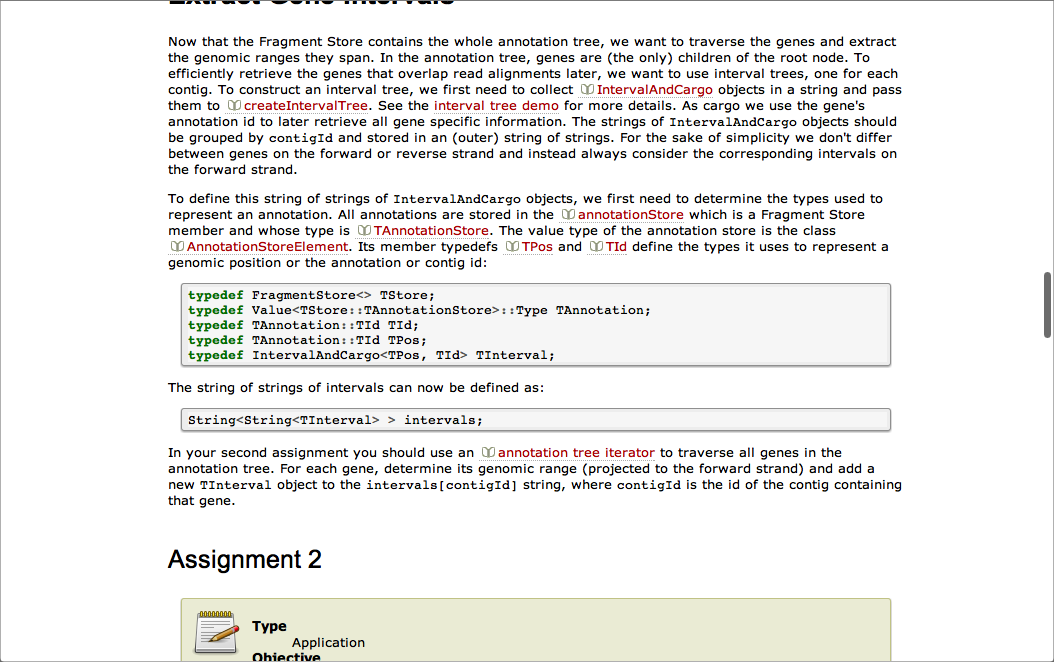 Extract Gene Intervals
Now that the Fragment Store contains the whole annotation tree, we want to traverse the genes and extract
the genomic ranges they span. In the annotation tree, genes are (the only) children of the root node. To
efficiently retrieve the genes that overlap read alignments later, we want to use interval trees, one for each
contig. To construct an interval tree, we first need to collect IntervalAndCargo objects in a string and pass
them to createIntervalTree. See the interval tree demo for more details. As cargo we use the gene's
annotation id to later retrieve all gene specific information. The strings of IntervalAndCargo objects should
be grouped by contigId and stored in an (outer) string of strings. For the sake of simplicity we don't differ
between genes on the forward or reverse strand and instead always consider the corresponding intervals on
the forward strand.
To define this string of strings of IntervalAndCargo objects, we first need to determine the types used to
represent an annotation. All annotations are stored in the annotationStore which is a Fragment Store
member and whose type is TAnnotationStore. The value type of the annotation store is the class
AnnotationStoreElement. Its member typedefs TPos and TId define the types it uses to represent a
genomic position or the annotation or contig id:
typedef FragmentStore<> TStore;
typedef Value<TStore::TAnnotationStore>::Type TAnnotation;
typedef TAnnotation::TId TId;
typedef TAnnotation::TId TPos;
typedef IntervalAndCargo<TPos, TId> TInterval;
The string of strings of intervals can now be defined as:
String<String<TInterval> > intervals;
In your second assignment you should use an annotation tree iterator to traverse all genes in the
annotation tree. For each gene, determine its genomic range (projected to the forward strand) and add a
new TInterval object to the intervals[contigId] string, where contigId is the id of the contig containing
that gene.
Assignment 2
Type
Application
Objective